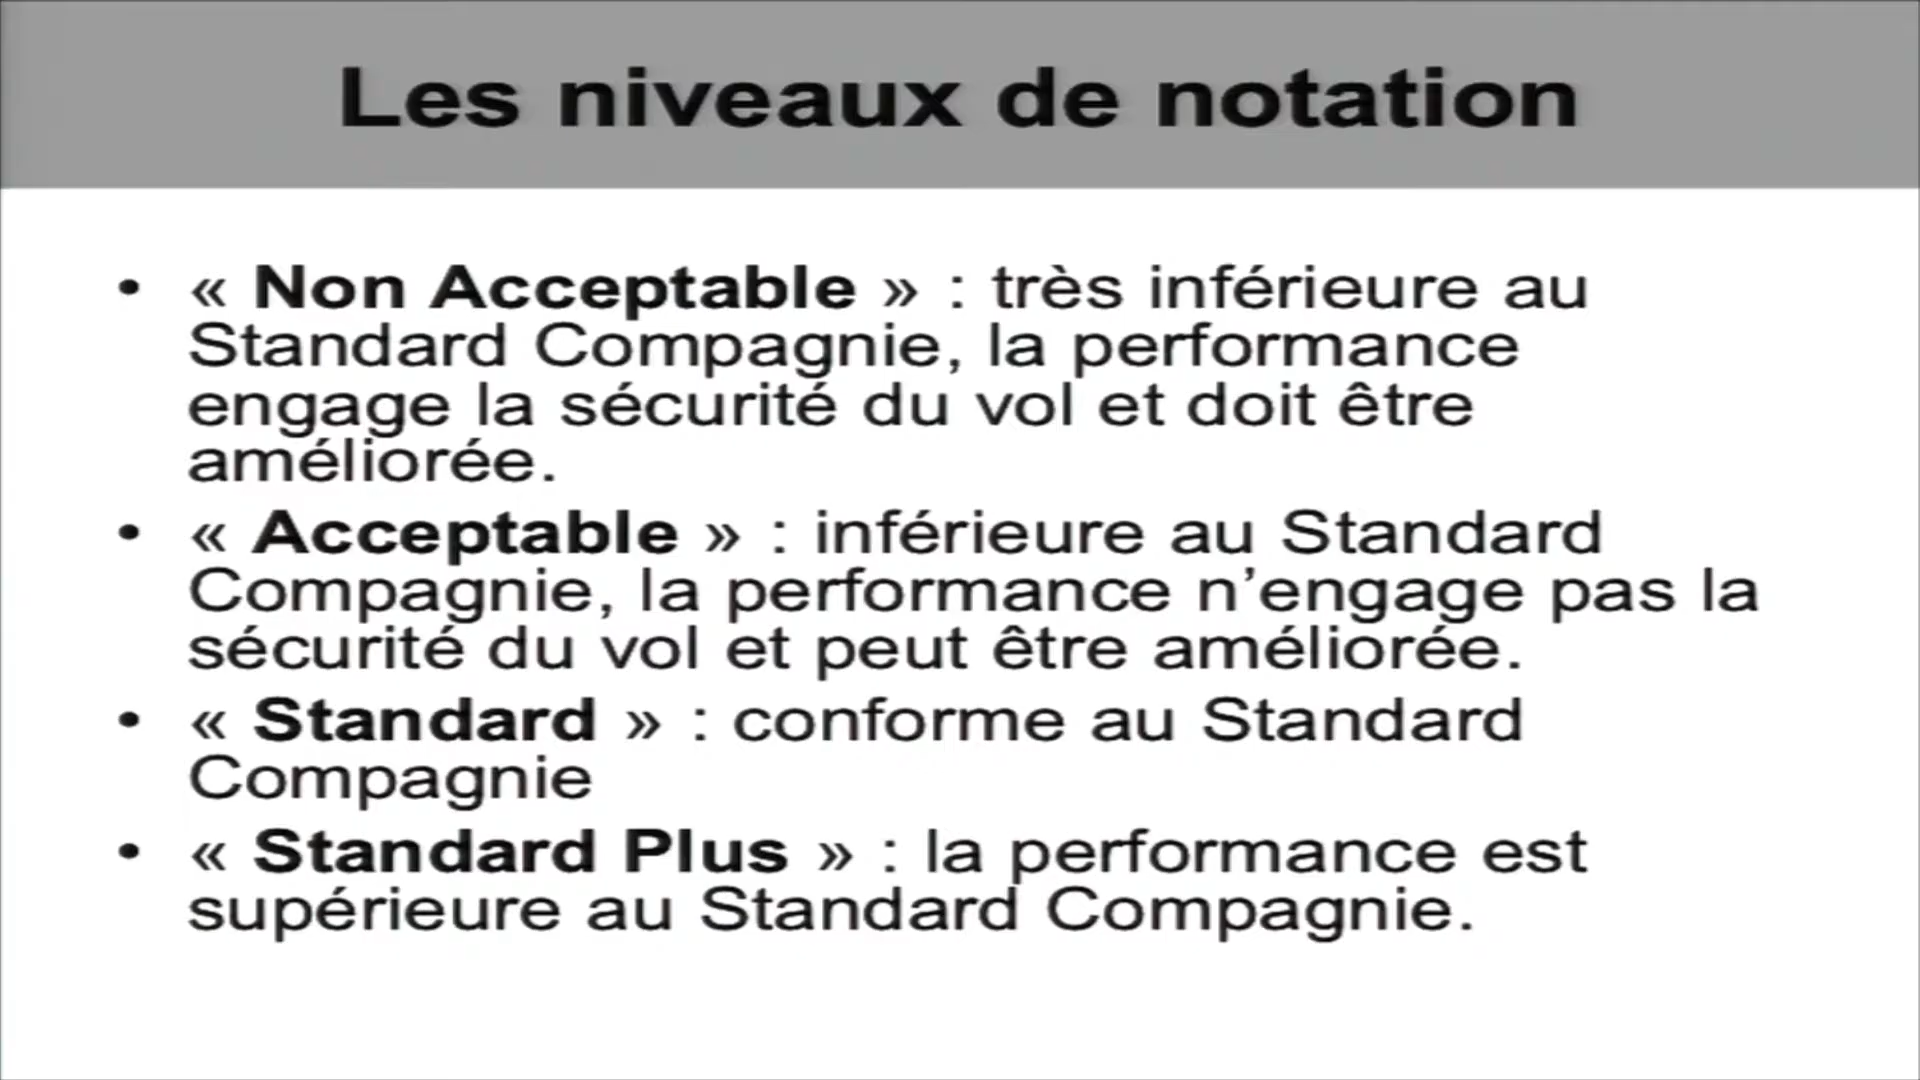 Les niveaux de notation
• « Non Acceptable » : très inférieure au
Standard Compagnie, la performance
engage la sécurité du vol et doit être
améliorée.
• « Acceptable » : inférieure au Standard
Compagnie, la performance n’engage pas la
sécurité du vol et peut être améliorée.
• « Standard » : conforme au Standard
Compagnie
• « Standard Plus » : la performance est
supérieure au Standard Compagnie.